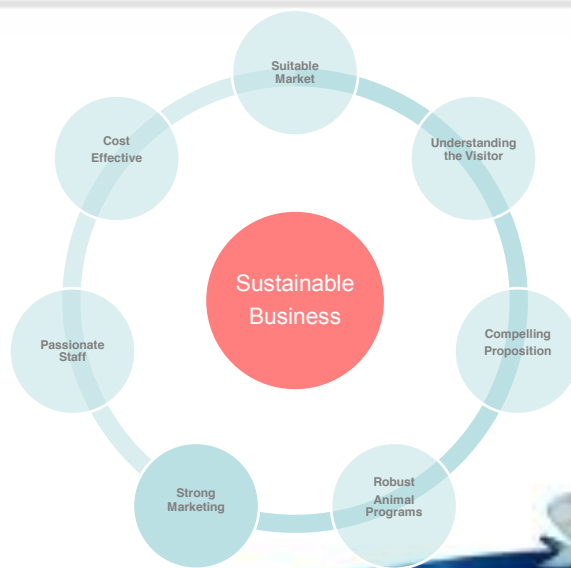 Suitable
Market
Understanding
the Visitor
Compelling
Proposition
Robust
Animal
Programs
Strong
Marketing
Passionate
Staff
Cost
Effective
Sustainable
Business